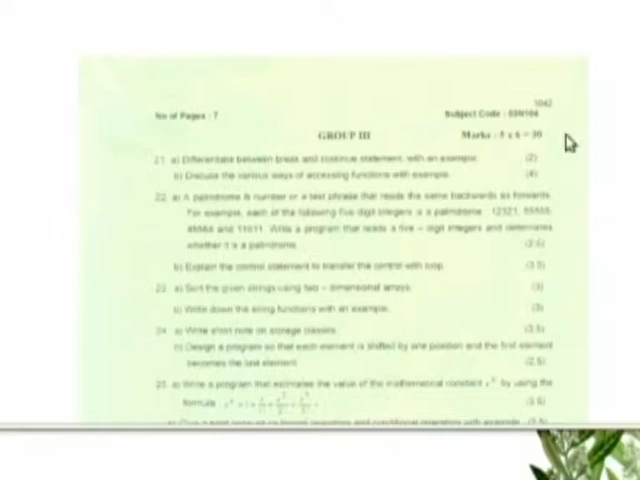 1042
No of Pages : 7
Subject Code :
GROUP III
Marks : 5 x 6 = 30
21. a) Differentiate between break and continue statement, with an example. (2)
b) Discuss the various ways of accessing functions with example. (4)
22. a) A palindrome is number or a text phrase that reads the same backwards as forwards.
For example, each of the following five digit integers is a palindrome : 12321, 55555,
45554 and 11611. Write a program that reads a five – digit integers and determines
whether it is a palindrome. (2.5)
b) Explain the control statement to transfer the control with loop. (3.5)
23. a) Sort the given strings using two – dimensional arrays. (3)
b) Write down the string functions with an example. (3)
24. a) Write short note on storage classes. (3.5)
b) Design a program so that each element is shifted by one position and the first element
becomes the last element. (2.5)
25. a) Write a program that estimates the value of the mathematical constant by using the
formula : (3.5)